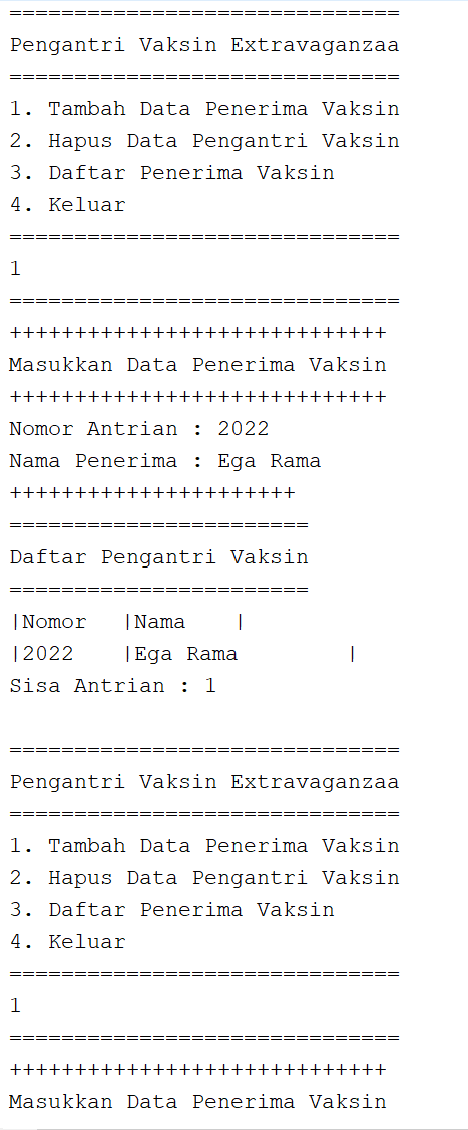 ==============================
Pengantri Vaksin Extravaganzaa
==============================
1. Tambah Data Penerima Vaksin
2. Hapus Data Pengantri Vaksin
3. Daftar Penerima Vaksin
4. Keluar
==============================
1
==============================
+++++++++++++++++++++++++++++
Masukkan Data Penerima Vaksin
+++++++++++++++++++++++++++++
Nomor Antrian : 2022
Nama Penerima : Ega Rama
++++++++++++++++++++++
=======================
Daftar Pengantri Vaksin
=======================
|Nomor   |Nama    |
|2022    |Ega Rama         |
Sisa Antrian : 1

==============================
Pengantri Vaksin Extravaganzaa
==============================
1. Tambah Data Penerima Vaksin
2. Hapus Data Pengantri Vaksin
3. Daftar Penerima Vaksin
4. Keluar
==============================
1
==============================
+++++++++++++++++++++++++++++
Masukkan Data Penerima Vaksin